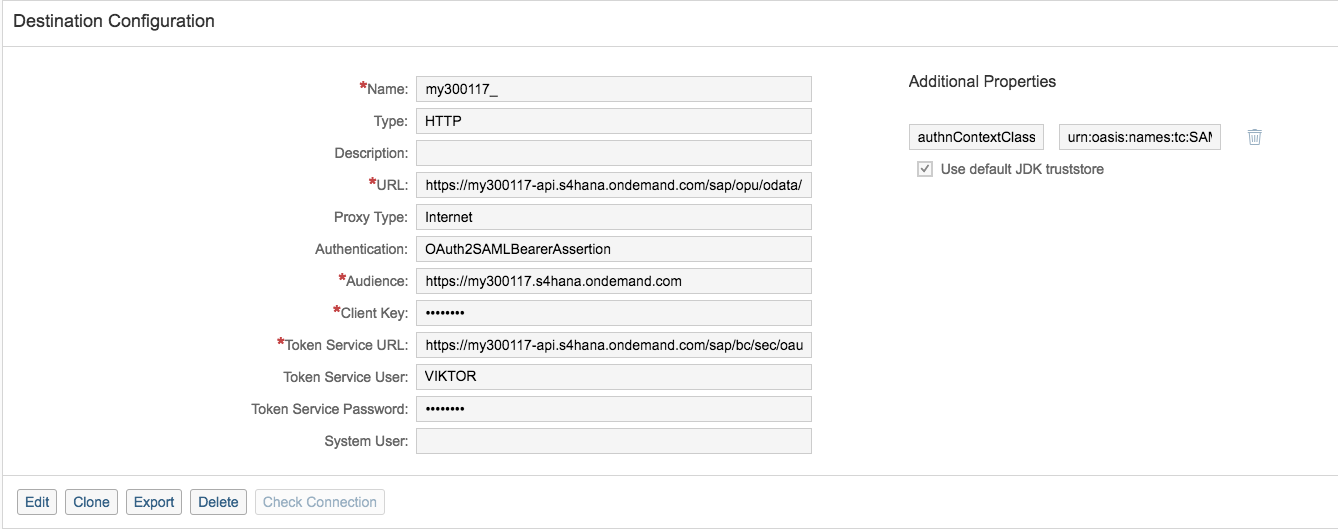 Destination Configuration
*Name: my300117_
Type: HTTP
Description:
*URL: https://my300117-api.s4hana.ondemand.com/sap/opu/odata/
Proxy Type: Internet
Authentication: OAuth2SAMLBearerAssertion
*Audience: https://my300117.s4hana.ondemand.com
*Client Key: ••••••••
*Token Service URL: https://my300117-api.s4hana.ondemand.com/sap/bc/sec/oau
Token Service User: VIKTOR
Token Service Password: ••••••••
System User:
Additional Properties
authnContextClass urn:oasis:names:tc:SAM
Use default JDK truststore
Edit Clone Export Delete Check Connection